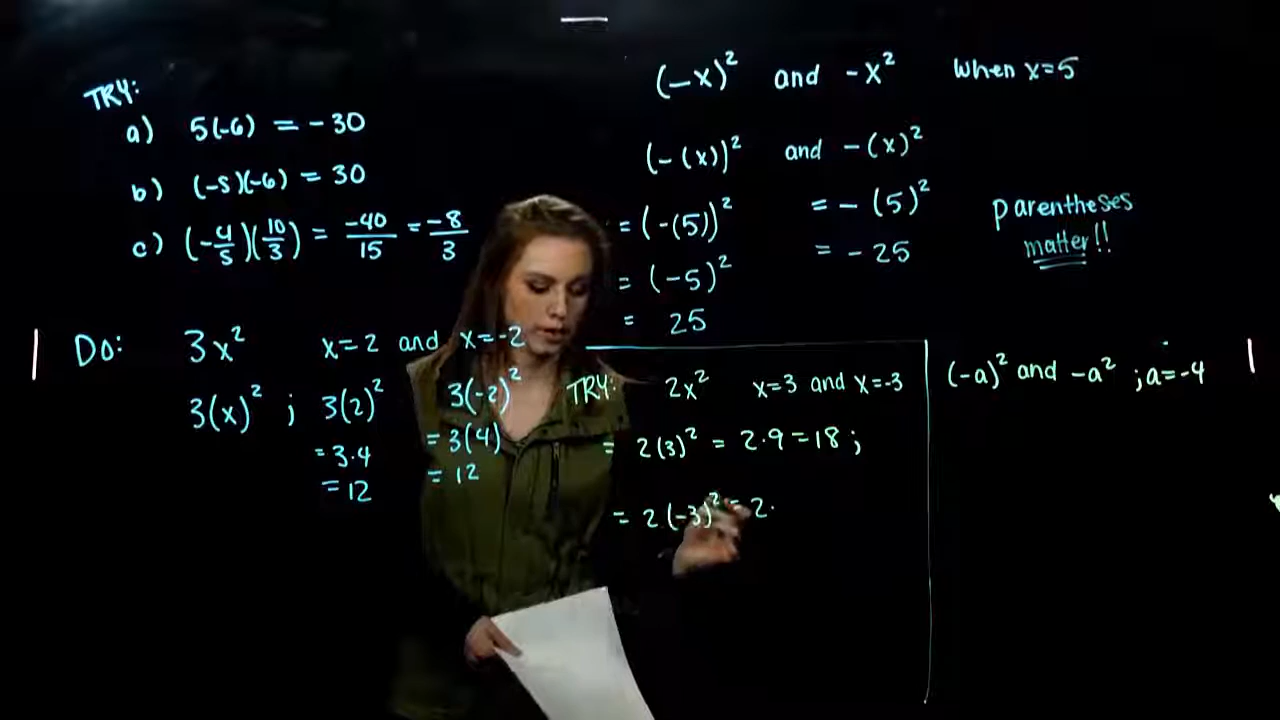 TRY:
a) 5(-6) = -30
b) (-5)(-6) = 30
c) (-4/5)(10/3) = -40/15 = -8/3
(-x)² and -x² when x=5
(-(x))² and -(x)²
= (-(5))² = -(5)²
= (-5)² = -25
= 25
parentheses
matter!!
Do: 3x² x=2 and x=-2
3(x)² ; 3(2)² 3(-2)²
=3·4 =3(4)
=12 =12
TRY: 2x² x=3 and x=-3
= 2(3)² = 2·9=18;
= 2(-3)² = 2·
(-a)² and -a² ; a=-4